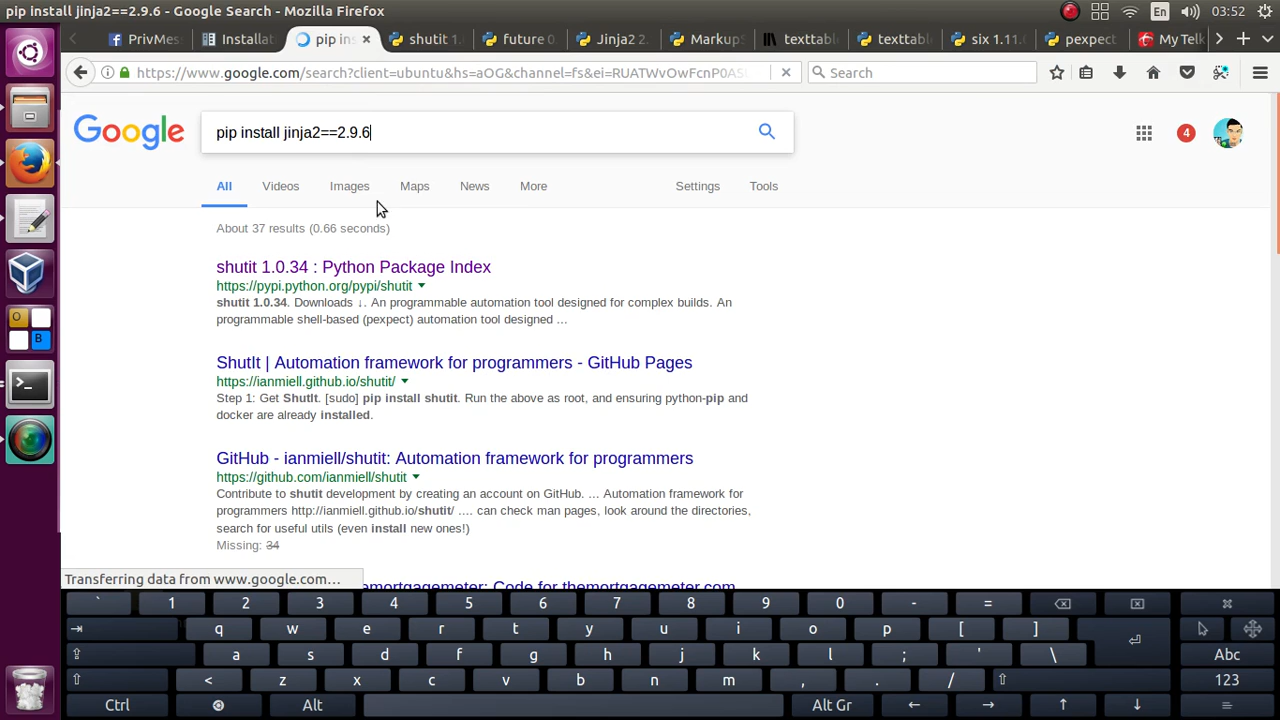 pip install jinja2==2.9.6 - Google Search - Mozilla Firefox
En
03:52
PrivMes
Installat
pip ins
shutit 1.
future 0.
Jinja2 2.
MarkupS
texttab
texttab
six 1.11.
pexpect
My Tel
https://www.google.com/search?client=ubuntu&hs=aOG&channel=fs&ei=RUATWvOwFcnP0AS
Search
Google
pip install jinja2==2.9.6
4
All
Videos
Images
Maps
News
More
Settings
Tools
About 37 results (0.66 seconds)
shutit 1.0.34 : Python Package Index
https://pypi.python.org/pypi/shutit
shutit 1.0.34. Downloads ↓. An programmable automation tool designed for complex builds. An
programmable shell-based (pexpect) automation tool designed ...
ShutIt | Automation framework for programmers - GitHub Pages
https://ianmiell.github.io/shutit/
Step 1: Get ShutIt. [sudo] pip install shutit. Run the above as root, and ensuring python-pip and
docker are already installed.
GitHub - ianmiell/shutit: Automation framework for programmers
https://github.com/ianmiell/shutit
Contribute to shutit development by creating an account on GitHub. ... Automation framework for
programmers http://ianmiell.github.io/shutit/ .... can check man pages, look around the directories,
search for useful utils (even install new ones!)
Missing: 34
emortgagemeter: Code for themortgagemeter.com
Transferring data from www.google.com...
O
B
` 1 2 3 4 5 6 7 8 9 0 - =
q w e r t y u i o p [ ]
a s d f g h j k l ; ' \ Abc
< z x c v b n m , . / 123
Ctrl Alt Alt Gr ← → ↑ ↓